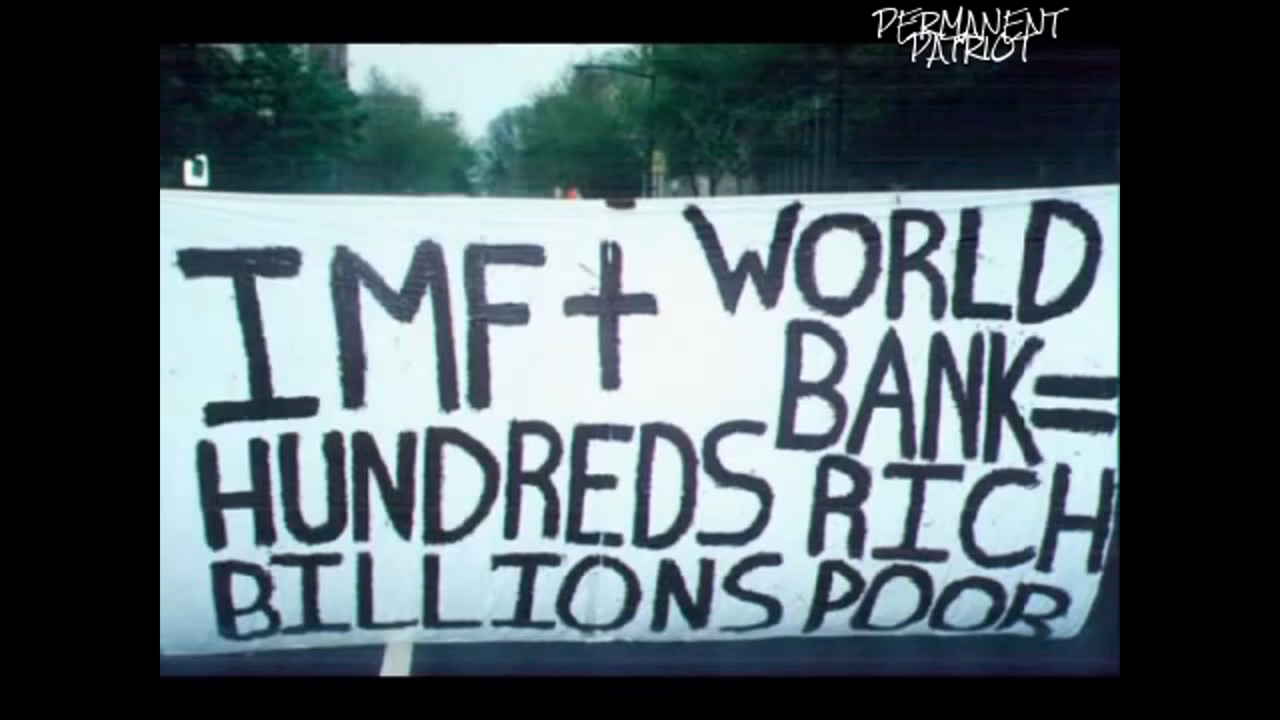 PERMANENT
PATRIOT
IMF + WORLD
BANK =
HUNDREDS RICH
BILLIONS POOR